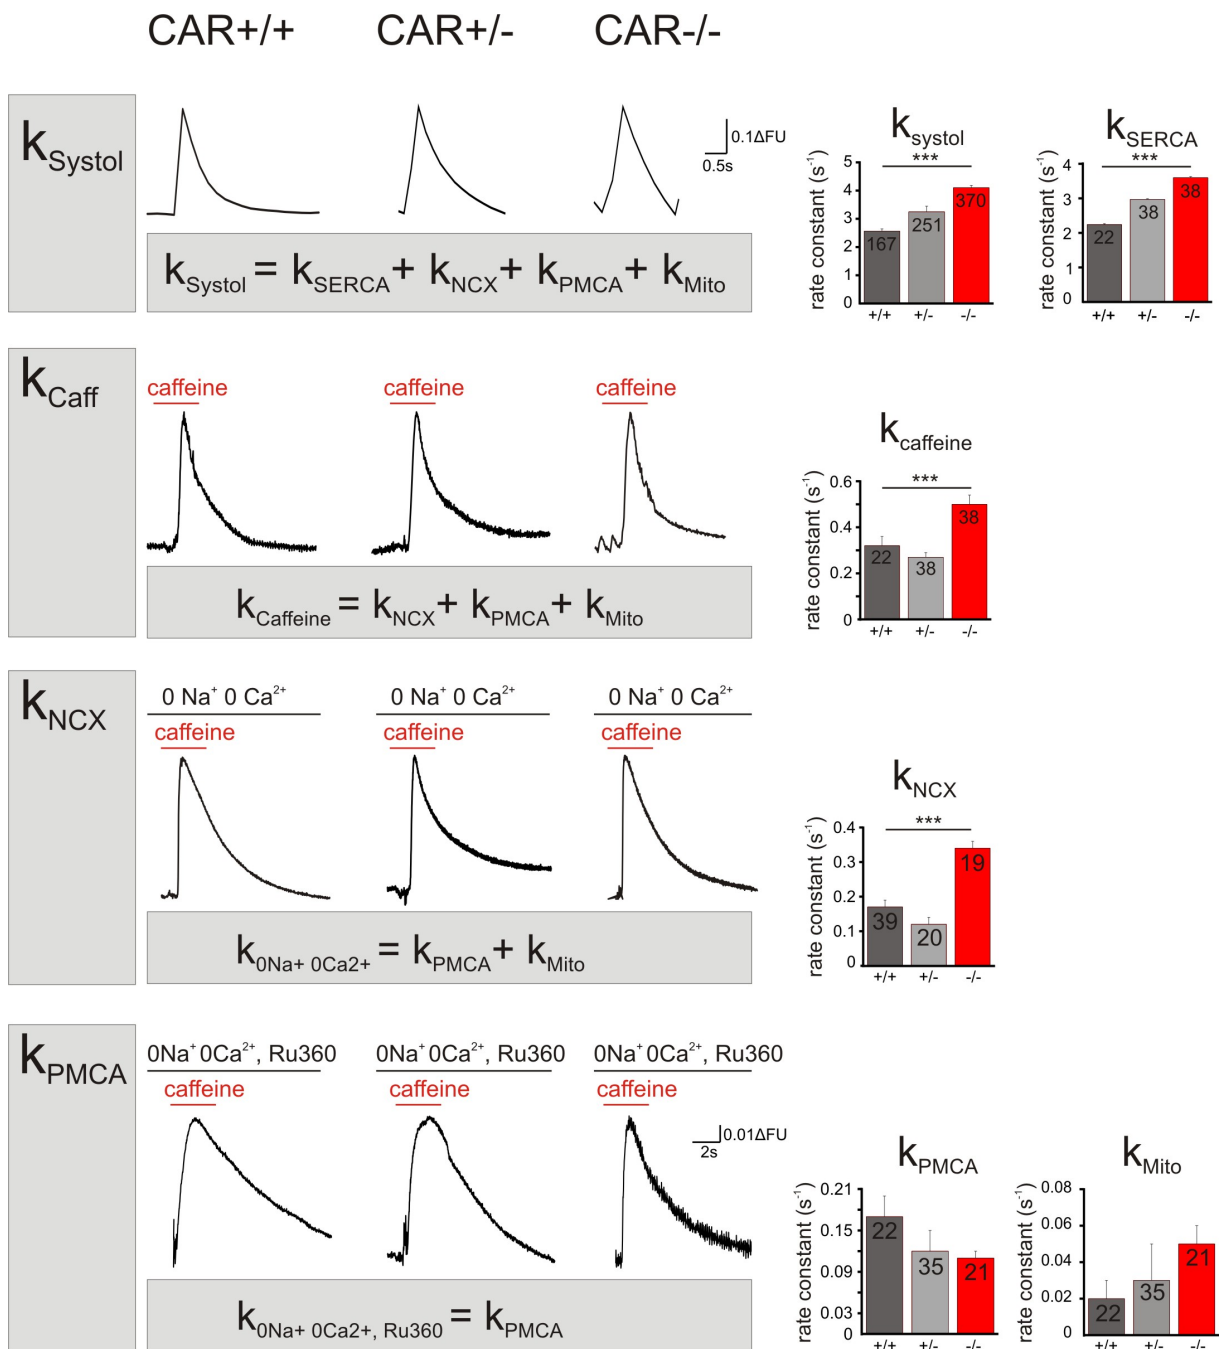 CAR+/+ CAR+/- CAR-/-
kSystol
0.1ΔFU
0.5s
kSystol = kSERCA + kNCX + kPMCA + kMito
ksystol
***
rate constant (s-1)
5
4
3
2
1
0
167
251
370
+/+ +/- -/-
kSERCA
***
rate constant (s-1)
4
3
2
1
0
22
38
38
+/+ +/- -/-
kCaff
caffeine caffeine caffeine
kCaffeine = kNCX + kPMCA + kMito
kcaffeine
***
rate constant (s-1)
0.6
0.4
0.2
0
22
38
38
+/+ +/- -/-
kNCX
0 Na+ 0 Ca2+ 0 Na+ 0 Ca2+ 0 Na+ 0 Ca2+
caffeine caffeine caffeine
k0Na+ 0Ca2+ = kPMCA + kMito
kNCX
***
rate constant (s-1)
0.4
0.3
0.2
0.1
0
39
20
19
+/+ +/- -/-
kPMCA
0Na+ 0Ca2+, Ru360 0Na+ 0Ca2+, Ru360 0Na+ 0Ca2+, Ru360
caffeine caffeine caffeine
0.01ΔFU
2s
k0Na+ 0Ca2+, Ru360 = kPMCA
kPMCA
rate constant (s-1)
0.21
0.15
0.09
0.03
0
22
35
21
+/+ +/- -/-
kMito
rate constant (s-1)
0.08
0.06
0.04
0.02
0
22
35
21
+/+ +/- -/-